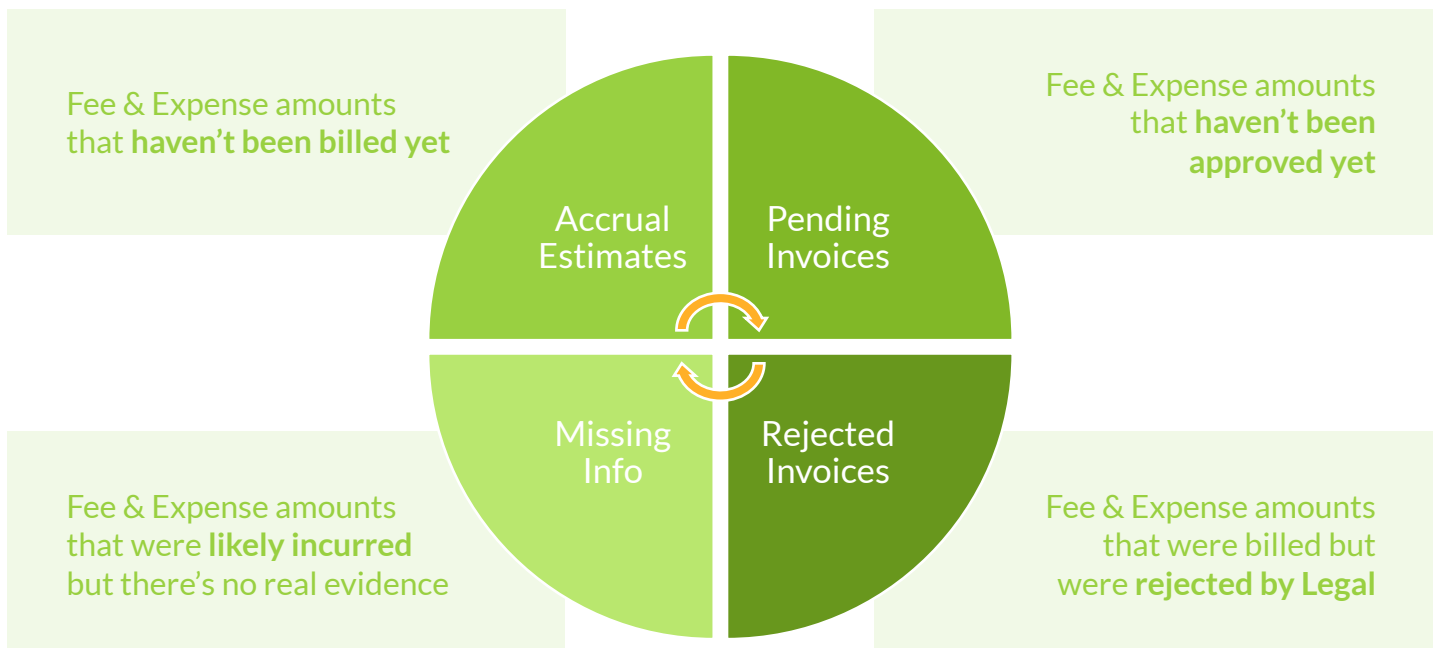 Fee & Expense amounts
that haven’t been billed yet
Accrual
Estimates
Pending
Invoices
Fee & Expense amounts
that haven’t been
approved yet
Fee & Expense amounts
that were likely incurred
but there’s no real evidence
Missing
Info
Rejected
Invoices
Fee & Expense amounts
that were billed but
were rejected by Legal